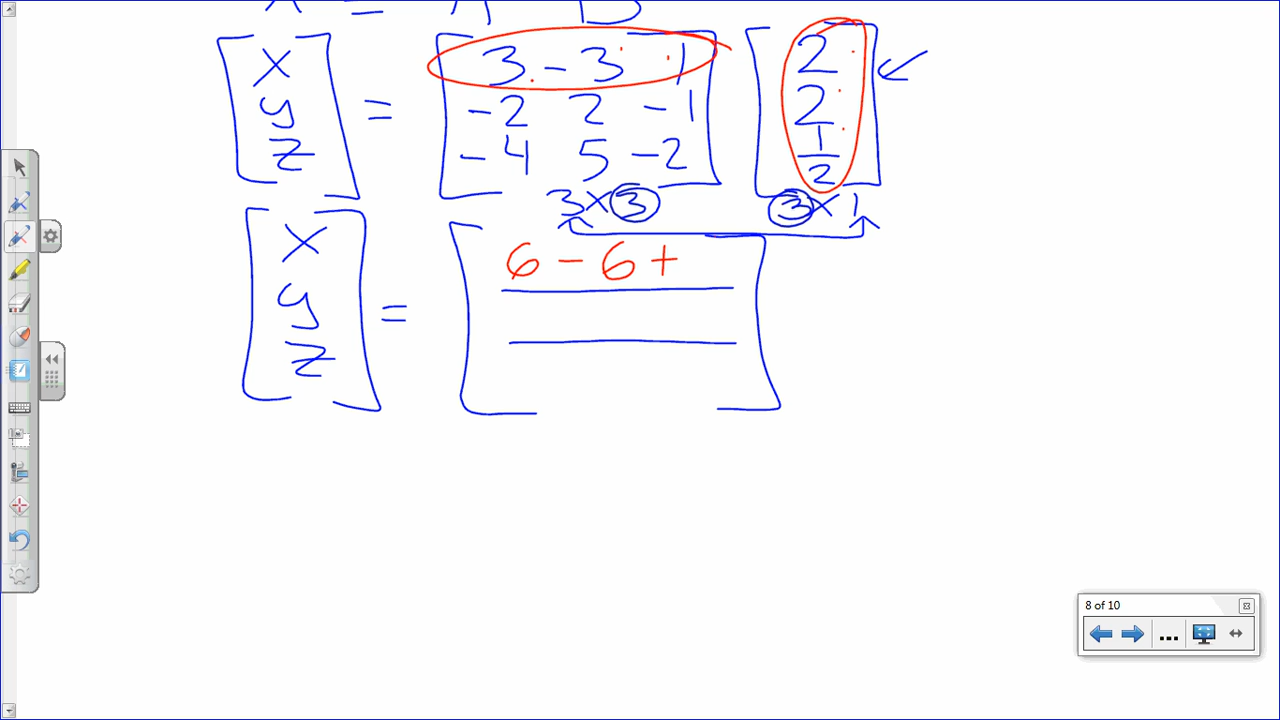 X = A B
[x] = [3 -3 1] [2]
[y] [-2 2 -1] [2]
[z] [-4 5 -2] [1/2]
3x3 3x1
[x] = [6 - 6 +]
[y]
[z]
8 of 10
...